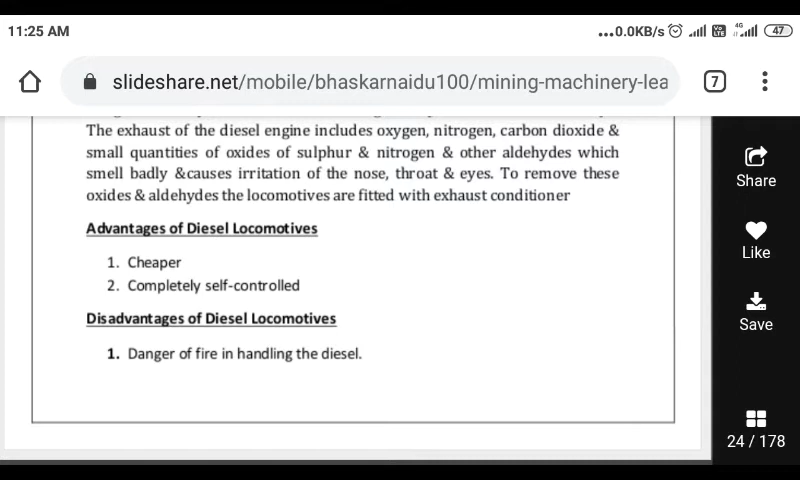 11:25 AM
...0.0KB/s
4G
47
slideshare.net/mobile/bhaskarnaidu100/mining-machinery-lea
7
The exhaust of the diesel engine includes oxygen, nitrogen, carbon dioxide &
small quantities of oxides of sulphur & nitrogen & other aldehydes which
smell badly &causes irritation of the nose, throat & eyes. To remove these
oxides & aldehydes the locomotives are fitted with exhaust conditioner
Advantages of Diesel Locomotives
1. Cheaper
2. Completely self-controlled
Disadvantages of Diesel Locomotives
1. Danger of fire in handling the diesel.
Share
Like
Save
24 / 178